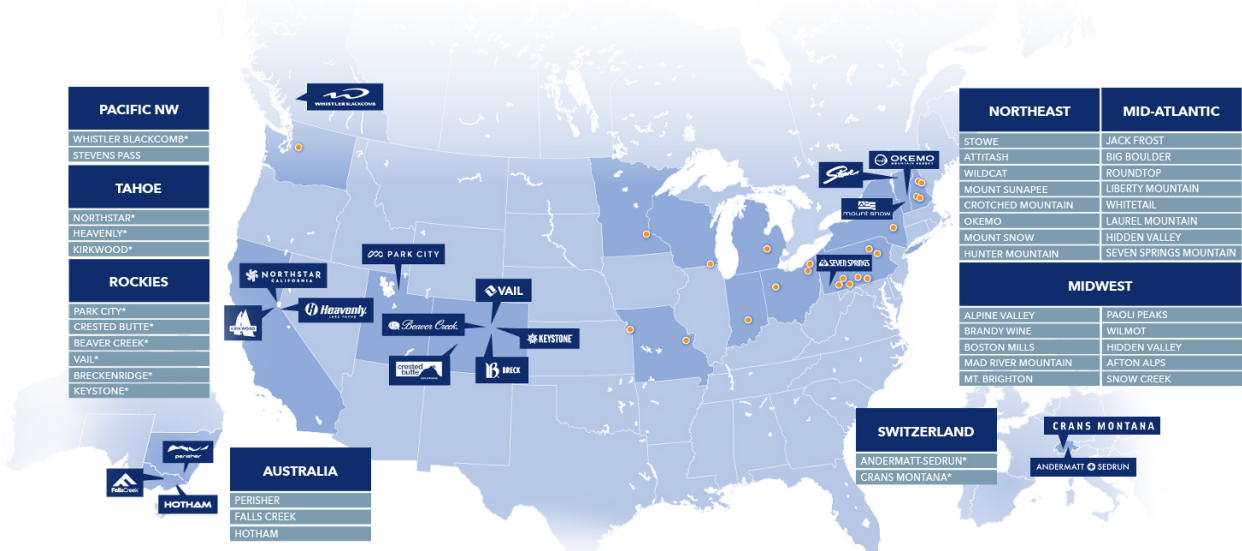 PACIFIC NW
WHISTLER BLACKCOMB*
STEVENS PASS
TAHOE
NORTHSTAR*
HEAVENLY*
KIRKWOOD*
ROCKIES
PARK CITY*
CRESTED BUTTE*
BEAVER CREEK*
VAIL*
BRECKENRIDGE*
KEYSTONE*
WHISTLER BLACKCOMB
NORTHSTAR
CALIFORNIA
Heavenly
LAKE TAHOE
KIRKWOOD
PARK CITY
VAIL
Beaver Creek
KEYSTONE
crested
butte
BRECK
Stowe
OKEMO
MOUNTAIN RESORT
mount snow
SEVEN SPRINGS
NORTHEAST
STOWE
ATTITASH
WILDCAT
MOUNT SUNAPEE
CROTCHED MOUNTAIN
OKEMO
MOUNT SNOW
HUNTER MOUNTAIN
MID-ATLANTIC
JACK FROST
BIG BOULDER
ROUNDTOP
LIBERTY MOUNTAIN
WHITETAIL
LAUREL MOUNTAIN
HIDDEN VALLEY
SEVEN SPRINGS MOUNTAIN
MIDWEST
ALPINE VALLEY
BRANDY WINE
BOSTON MILLS
MAD RIVER MOUNTAIN
MT. BRIGHTON
PAOLI PEAKS
WILMOT
HIDDEN VALLEY
AFTON ALPS
SNOW CREEK
perisher
FallsCreek
HOTHAM
AUSTRALIA
PERISHER
FALLS CREEK
HOTHAM
SWITZERLAND
ANDERMATT-SEDRUN*
CRANS MONTANA*
CRANS MONTANA
ANDERMATT SEDRUN